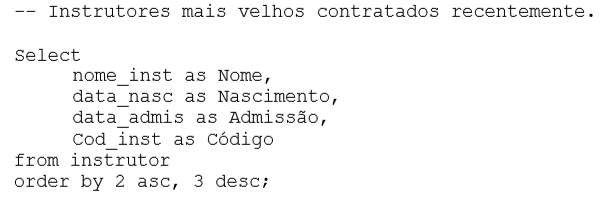 -- Instrutores mais velhos contratados recentemente.
Select
nome_inst as Nome,
data_nasc as Nascimento,
data_admis as Admissão,
Cod_inst as Código
from instrutor
order by 2 asc, 3 desc;